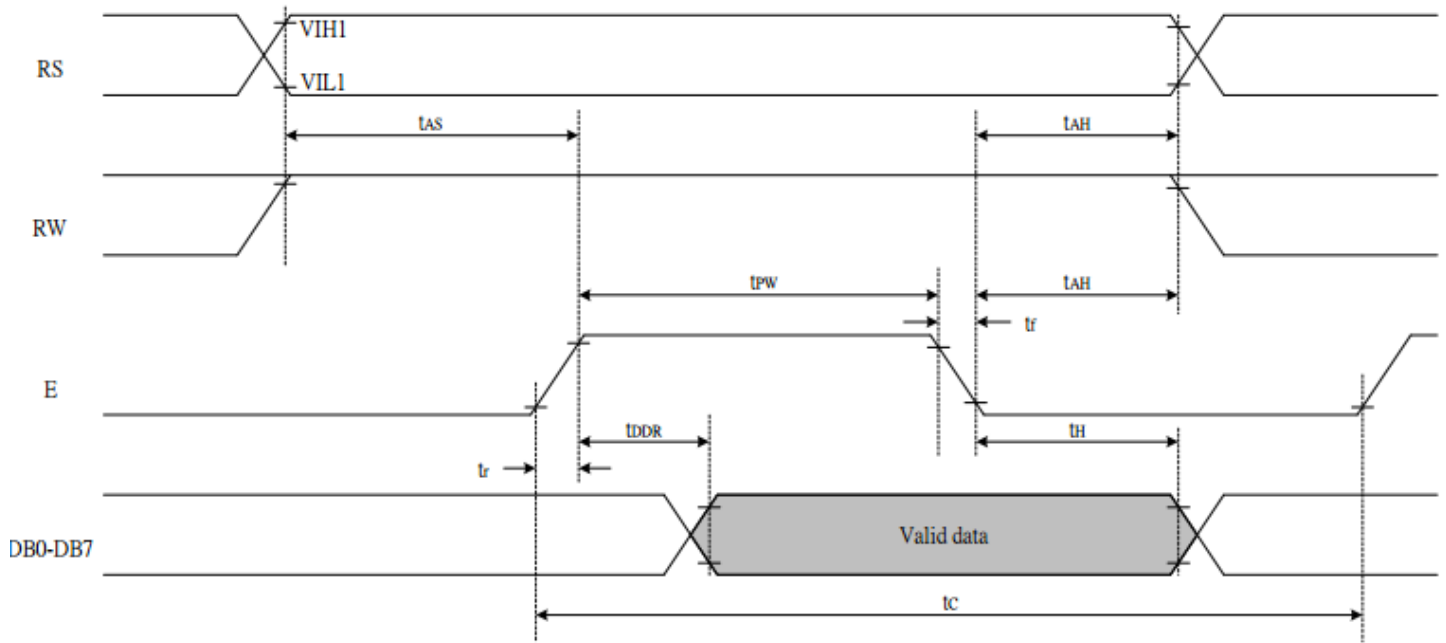 VIH1
RS
VIL1
tAS
tAH
RW
tPW
tAH
tf
E
tDDR
tH
tr
DB0-DB7
Valid data
tC